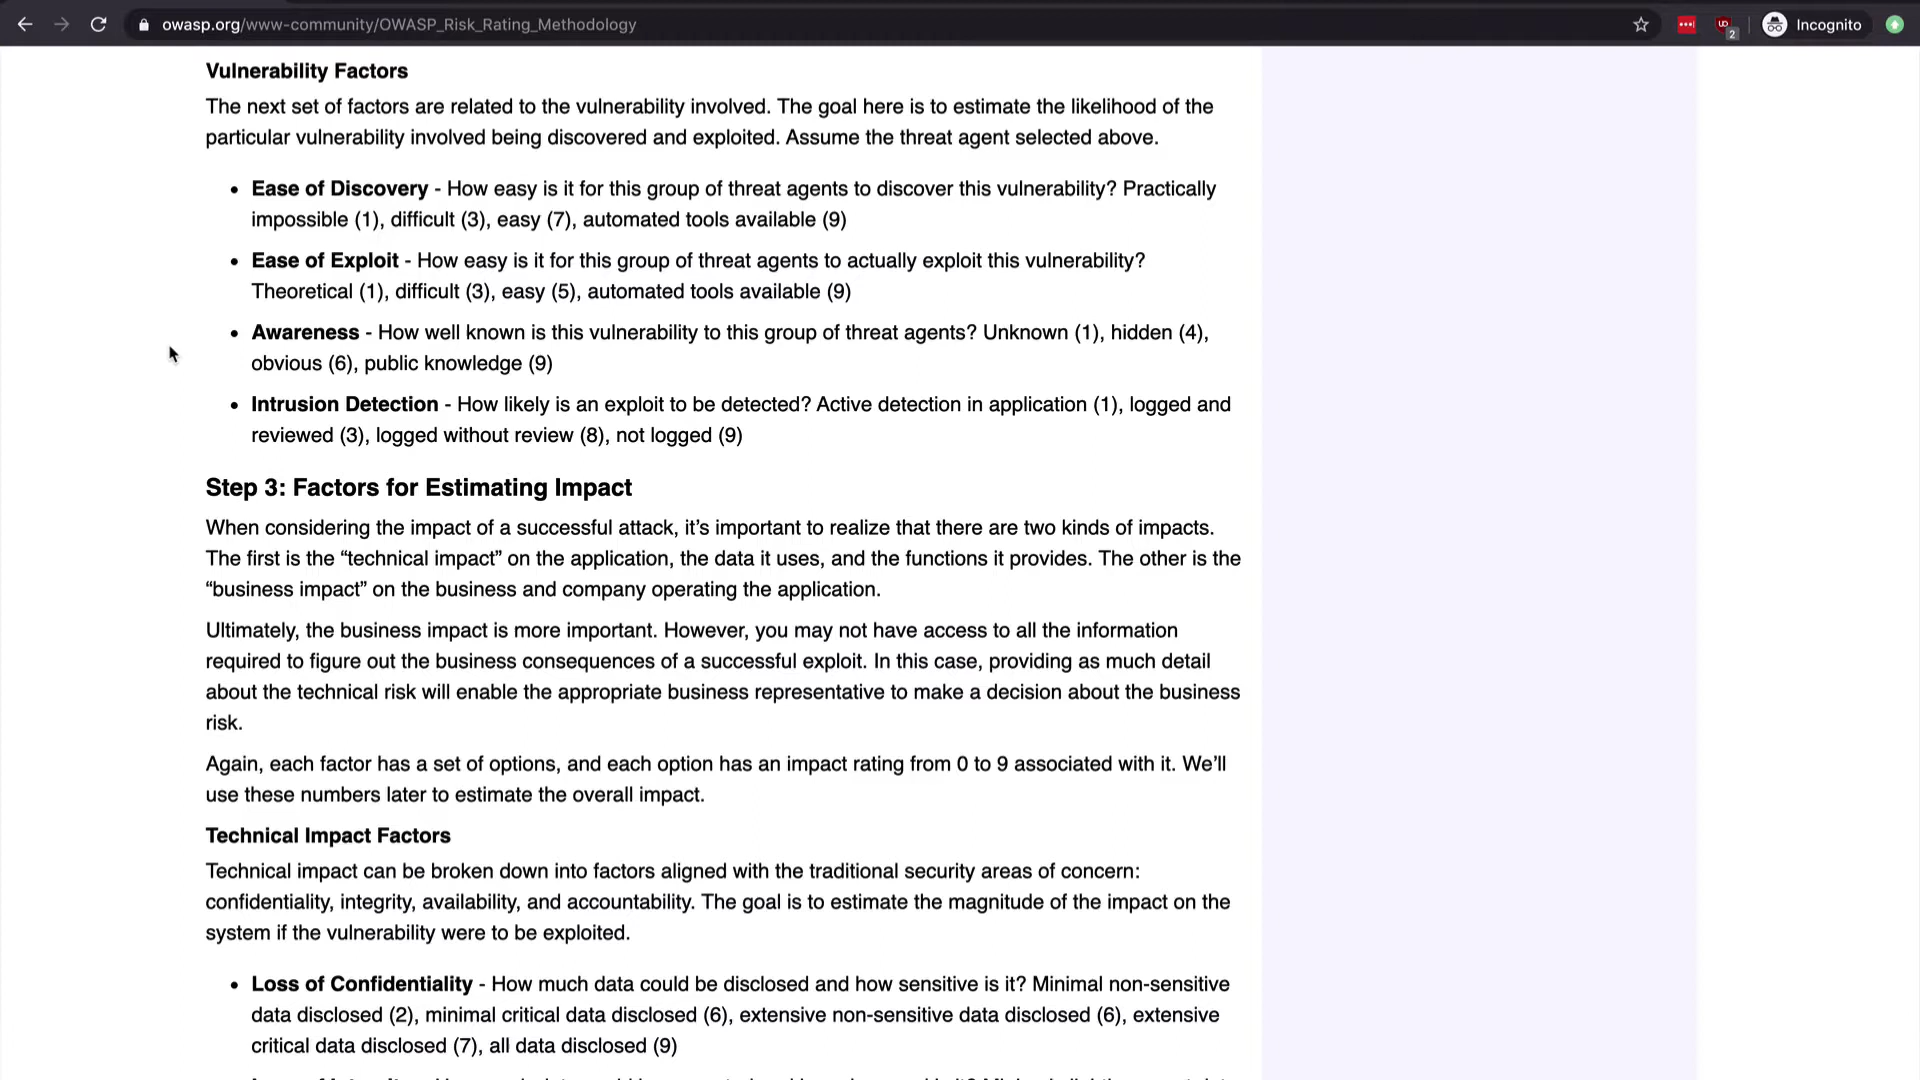 owasp.org/www-community/OWASP_Risk_Rating_Methodology
2
Incognito
Vulnerability Factors
The next set of factors are related to the vulnerability involved. The goal here is to estimate the likelihood of the
particular vulnerability involved being discovered and exploited. Assume the threat agent selected above.
• Ease of Discovery - How easy is it for this group of threat agents to discover this vulnerability? Practically
impossible (1), difficult (3), easy (7), automated tools available (9)
• Ease of Exploit - How easy is it for this group of threat agents to actually exploit this vulnerability?
Theoretical (1), difficult (3), easy (5), automated tools available (9)
• Awareness - How well known is this vulnerability to this group of threat agents? Unknown (1), hidden (4),
obvious (6), public knowledge (9)
• Intrusion Detection - How likely is an exploit to be detected? Active detection in application (1), logged and
reviewed (3), logged without review (8), not logged (9)
Step 3: Factors for Estimating Impact
When considering the impact of a successful attack, it’s important to realize that there are two kinds of impacts.
The first is the “technical impact” on the application, the data it uses, and the functions it provides. The other is the
“business impact” on the business and company operating the application.
Ultimately, the business impact is more important. However, you may not have access to all the information
required to figure out the business consequences of a successful exploit. In this case, providing as much detail
about the technical risk will enable the appropriate business representative to make a decision about the business
risk.
Again, each factor has a set of options, and each option has an impact rating from 0 to 9 associated with it. We’ll
use these numbers later to estimate the overall impact.
Technical Impact Factors
Technical impact can be broken down into factors aligned with the traditional security areas of concern:
confidentiality, integrity, availability, and accountability. The goal is to estimate the magnitude of the impact on the
system if the vulnerability were to be exploited.
• Loss of Confidentiality - How much data could be disclosed and how sensitive is it? Minimal non-sensitive
data disclosed (2), minimal critical data disclosed (6), extensive non-sensitive data disclosed (6), extensive
critical data disclosed (7), all data disclosed (9)